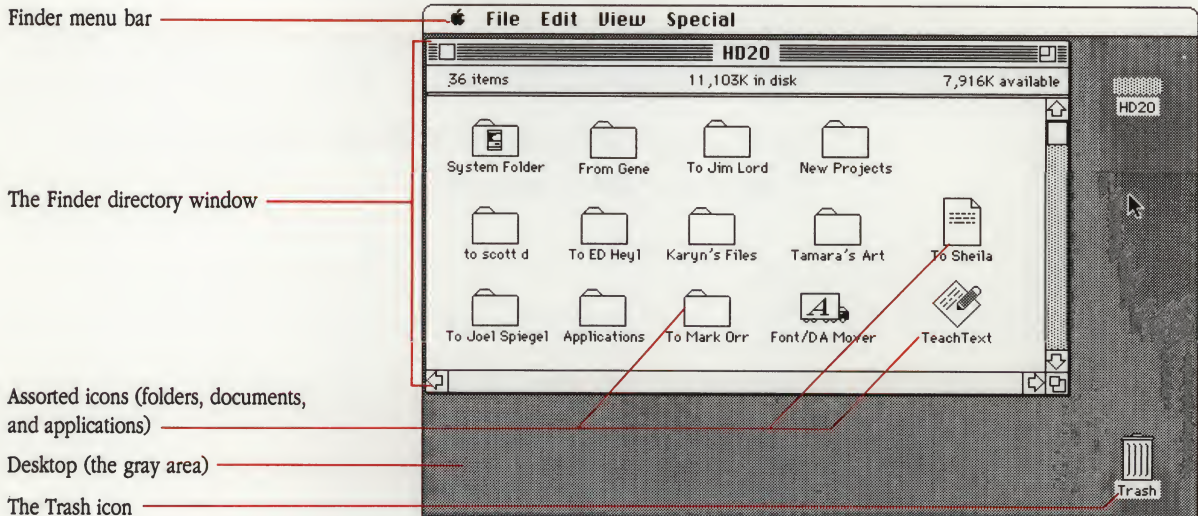 Finder menu bar
File Edit View Special
HD20
36 items 11,103K in disk 7,916K available
HD20
System Folder From Gene To Jim Lord New Projects
The Finder directory window
to scott d To ED Heyl Karyn's Files Tamara's Art To Sheila
To Joel Spiegel Applications To Mark Orr Font/DA Mover TeachText
Assorted icons (folders, documents,
and applications)
Desktop (the gray area)
The Trash icon
Trash